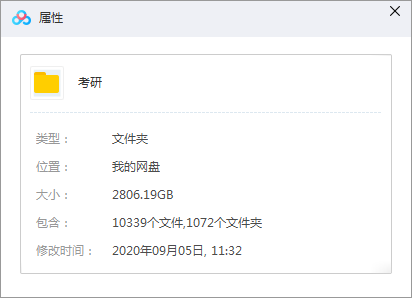 属性
考研
类型： 文件夹
位置： 我的网盘
大小： 2806.19GB
包含： 10339个文件,1072个文件夹
修改时间： 2020年09月05日, 11:32